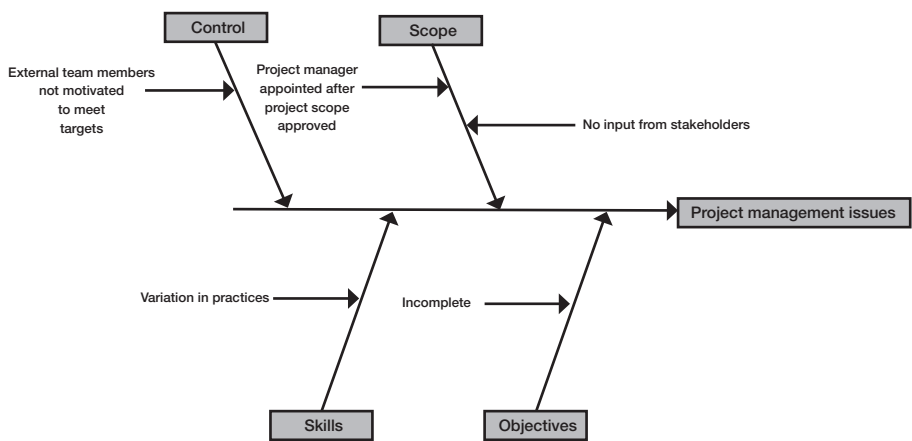 Control
Scope
External team members
not motivated
to meet
targets
Project manager
appointed after
project scope
approved
No input from stakeholders
Project management issues
Variation in practices
Incomplete
Skills
Objectives